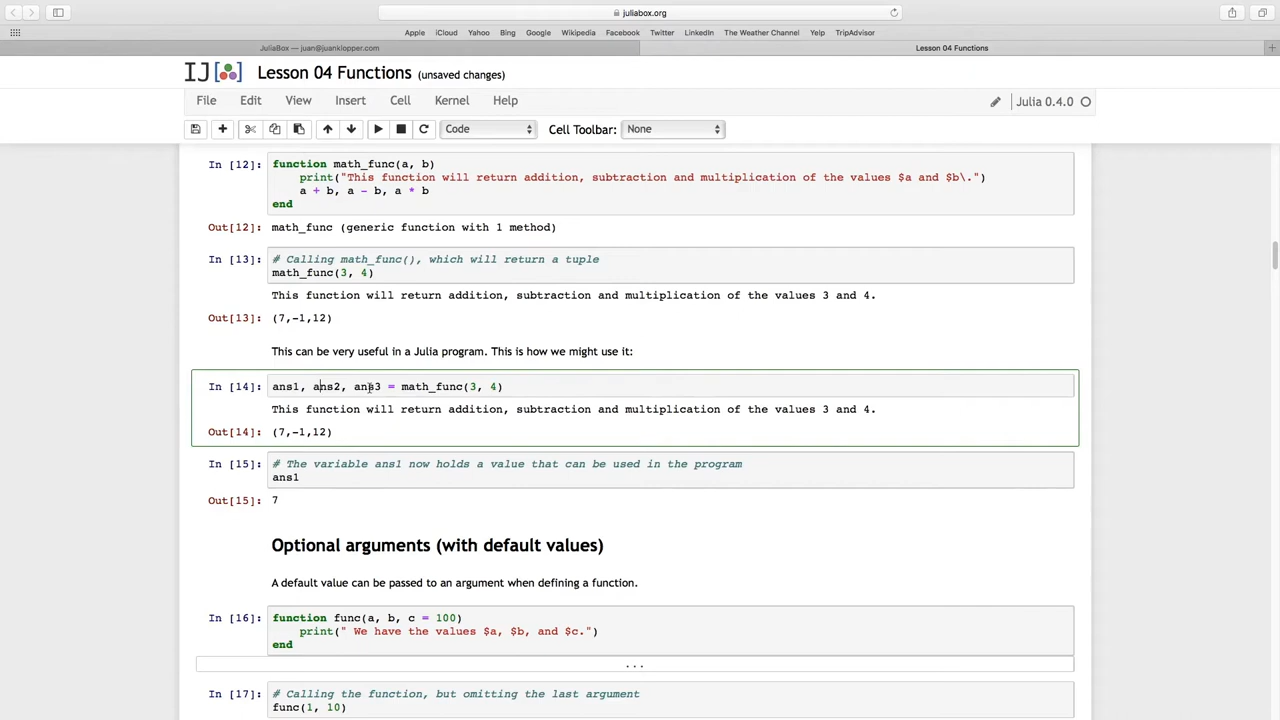 juliabox.org
Apple iCloud Yahoo Bing Google Wikipedia Facebook Twitter LinkedIn The Weather Channel Yelp TripAdvisor
JuliaBox — juan@juanklopper.com Lesson 04 Functions
IJ Lesson 04 Functions (unsaved changes)
File Edit View Insert Cell Kernel Help Julia 0.4.0
Code Cell Toolbar: None
In [12]: function math_func(a, b)
print("This function will return addition, subtraction and multiplication of the values $a and $b\.")
a + b, a - b, a * b
end
Out[12]: math_func (generic function with 1 method)
In [13]: # Calling math_func(), which will return a tuple
math_func(3, 4)
This function will return addition, subtraction and multiplication of the values 3 and 4.
Out[13]: (7,-1,12)
This can be very useful in a Julia program. This is how we might use it:
In [14]: ans1, ans2, ans3 = math_func(3, 4)
This function will return addition, subtraction and multiplication of the values 3 and 4.
Out[14]: (7,-1,12)
In [15]: # The variable ans1 now holds a value that can be used in the program
ans1
Out[15]: 7
Optional arguments (with default values)
A default value can be passed to an argument when defining a function.
In [16]: function func(a, b, c = 100)
print(" We have the values $a, $b, and $c.")
end
...
In [17]: # Calling the function, but omitting the last argument
func(1, 10)